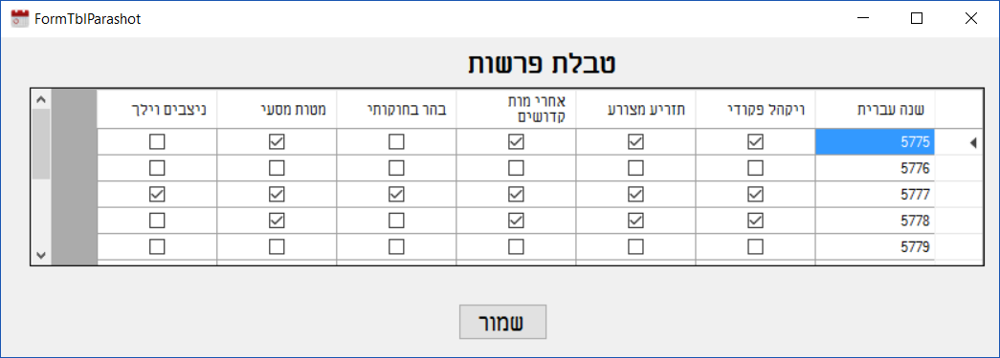 FormTblParashot
טבלת פרשות
שנה עברית
ויקהל פקודי
תזריע מצורע
אחרי מות
קדושים
בהר בחוקותי
מטות מסעי
ניצבים וילך
5775
5776
5777
5778
5779
שמור